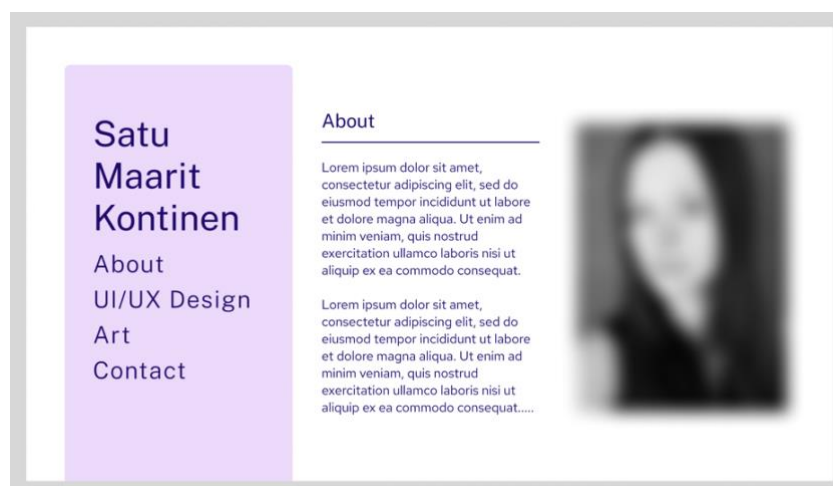 Satu
Maarit
Kontinen
About
UI/UX Design
Art
Contact
About
Lorem ipsum dolor sit amet,
consectetur adipiscing elit, sed do
eiusmod tempor incididunt ut labore
et dolore magna aliqua. Ut enim ad
minim veniam, quis nostrud
exercitation ullamco laboris nisi ut
aliquip ex ea commodo consequat.
Lorem ipsum dolor sit amet,
consectetur adipiscing elit, sed do
eiusmod tempor incididunt ut labore
et dolore magna aliqua. Ut enim ad
minim veniam, quis nostrud
exercitation ullamco laboris nisi ut
aliquip ex ea commodo consequat.....